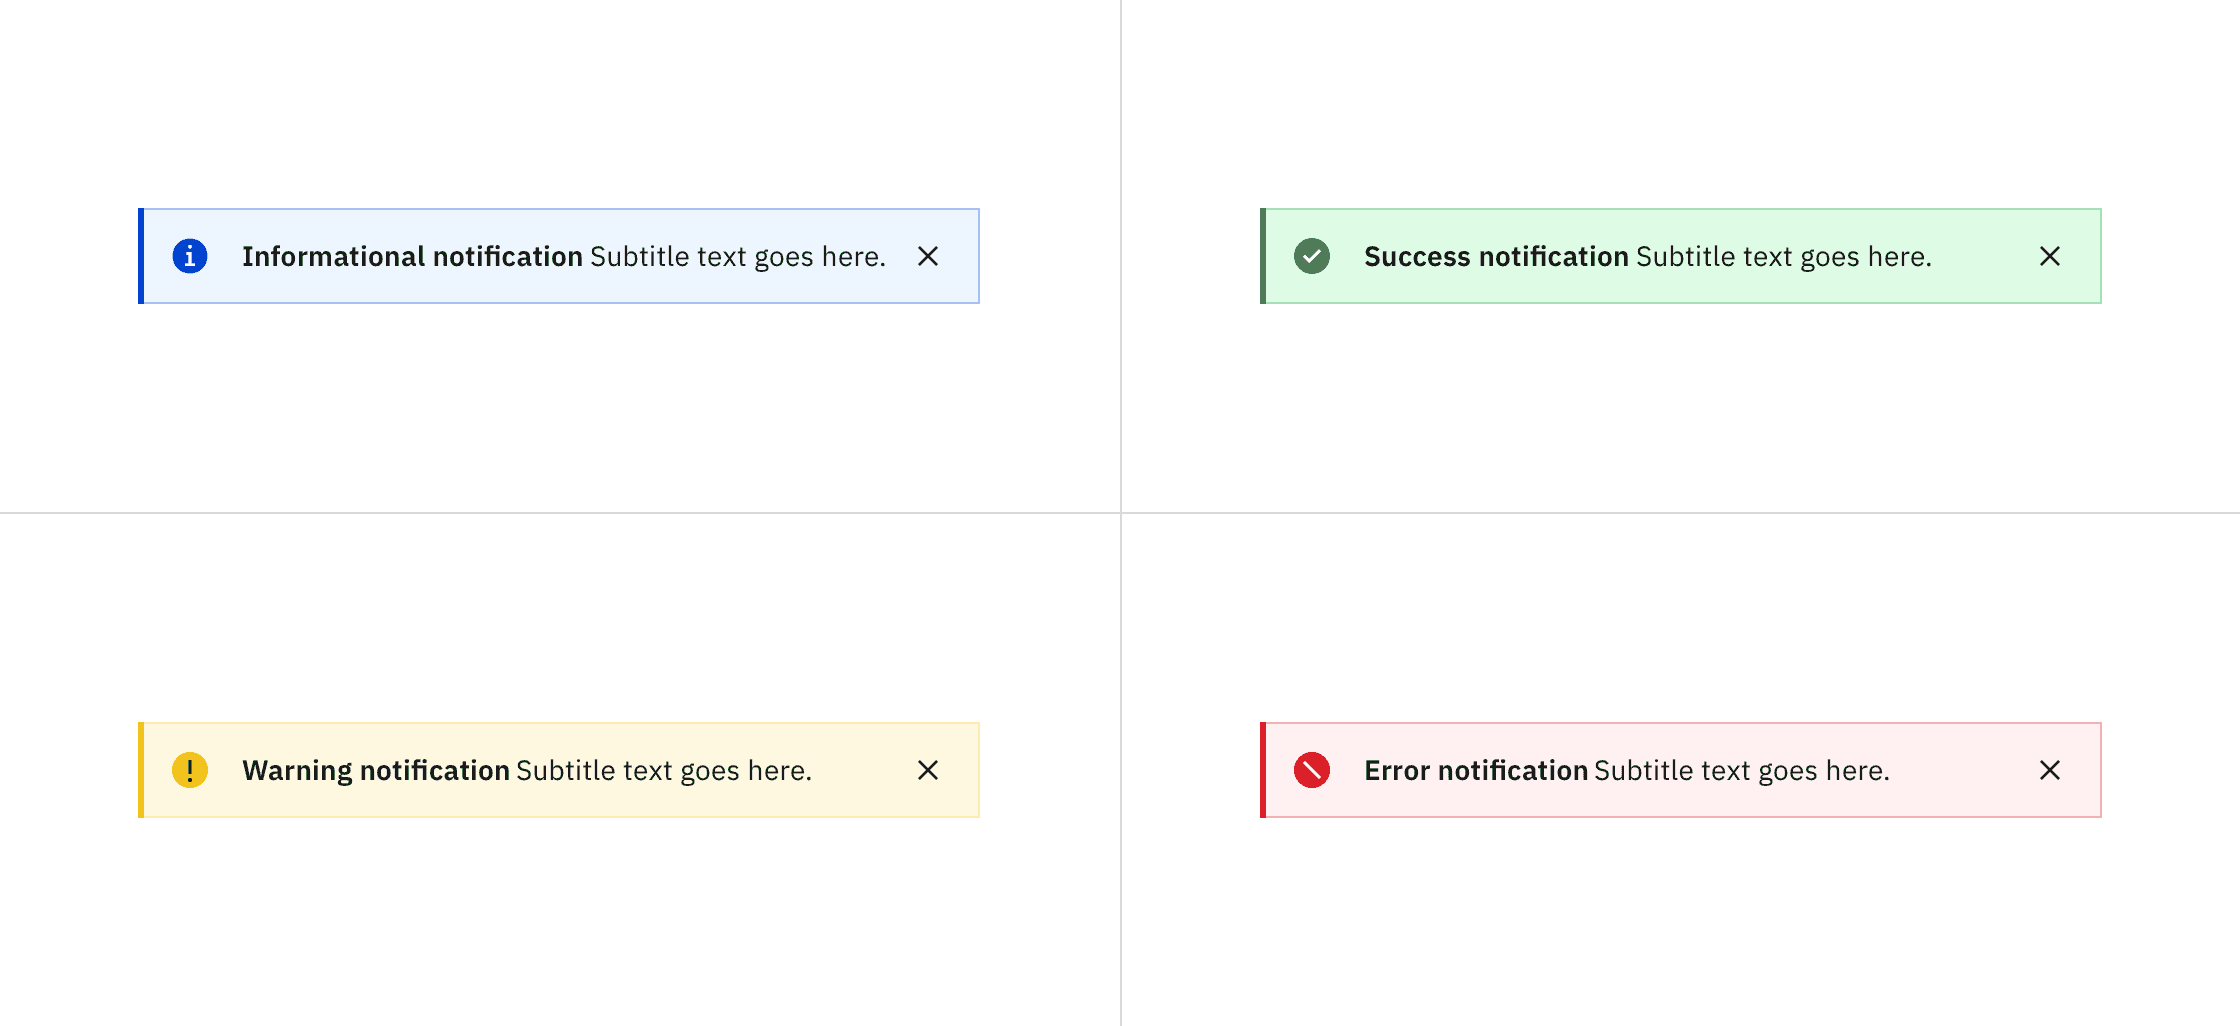 Informational notification Subtitle text goes here.
Success notification Subtitle text goes here.
Warning notification Subtitle text goes here.
Error notification Subtitle text goes here.